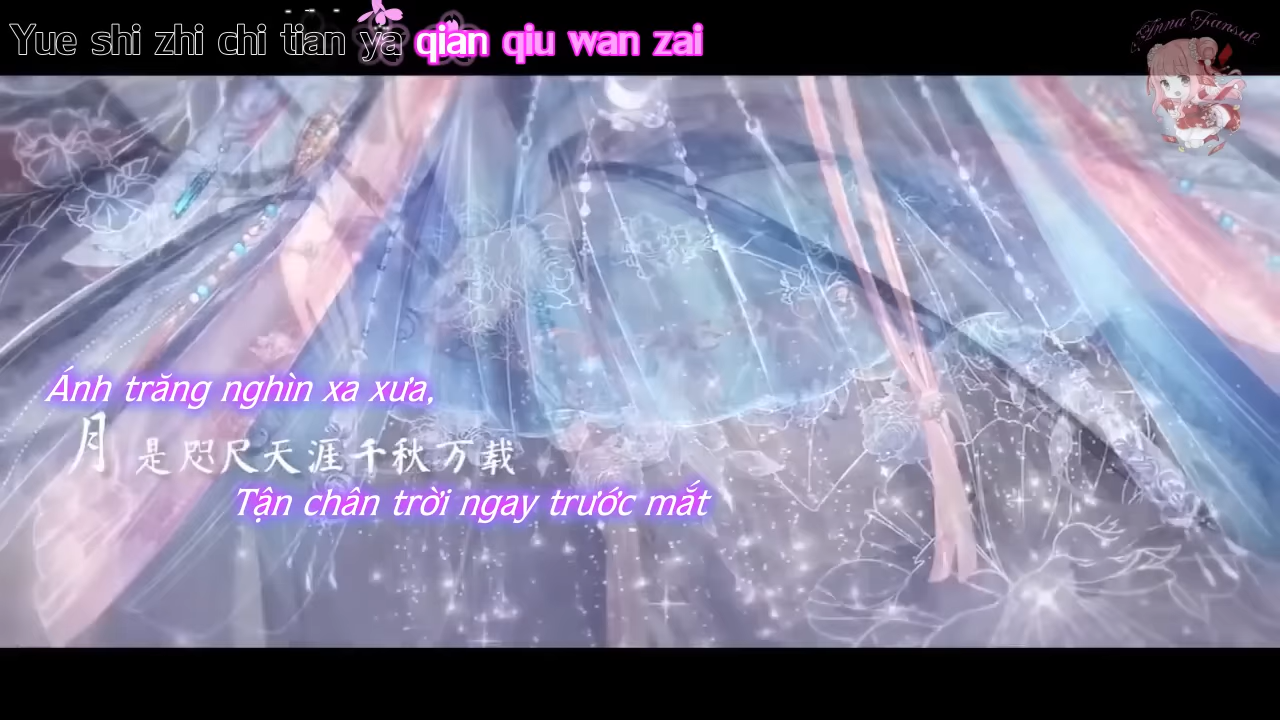 Yue shi zhi chi tian ya qian qiu wan zai
Ánh trăng nghìn xa xưa,
月是咫尺天涯千秋万载
Tận chân trời ngay trước mắt